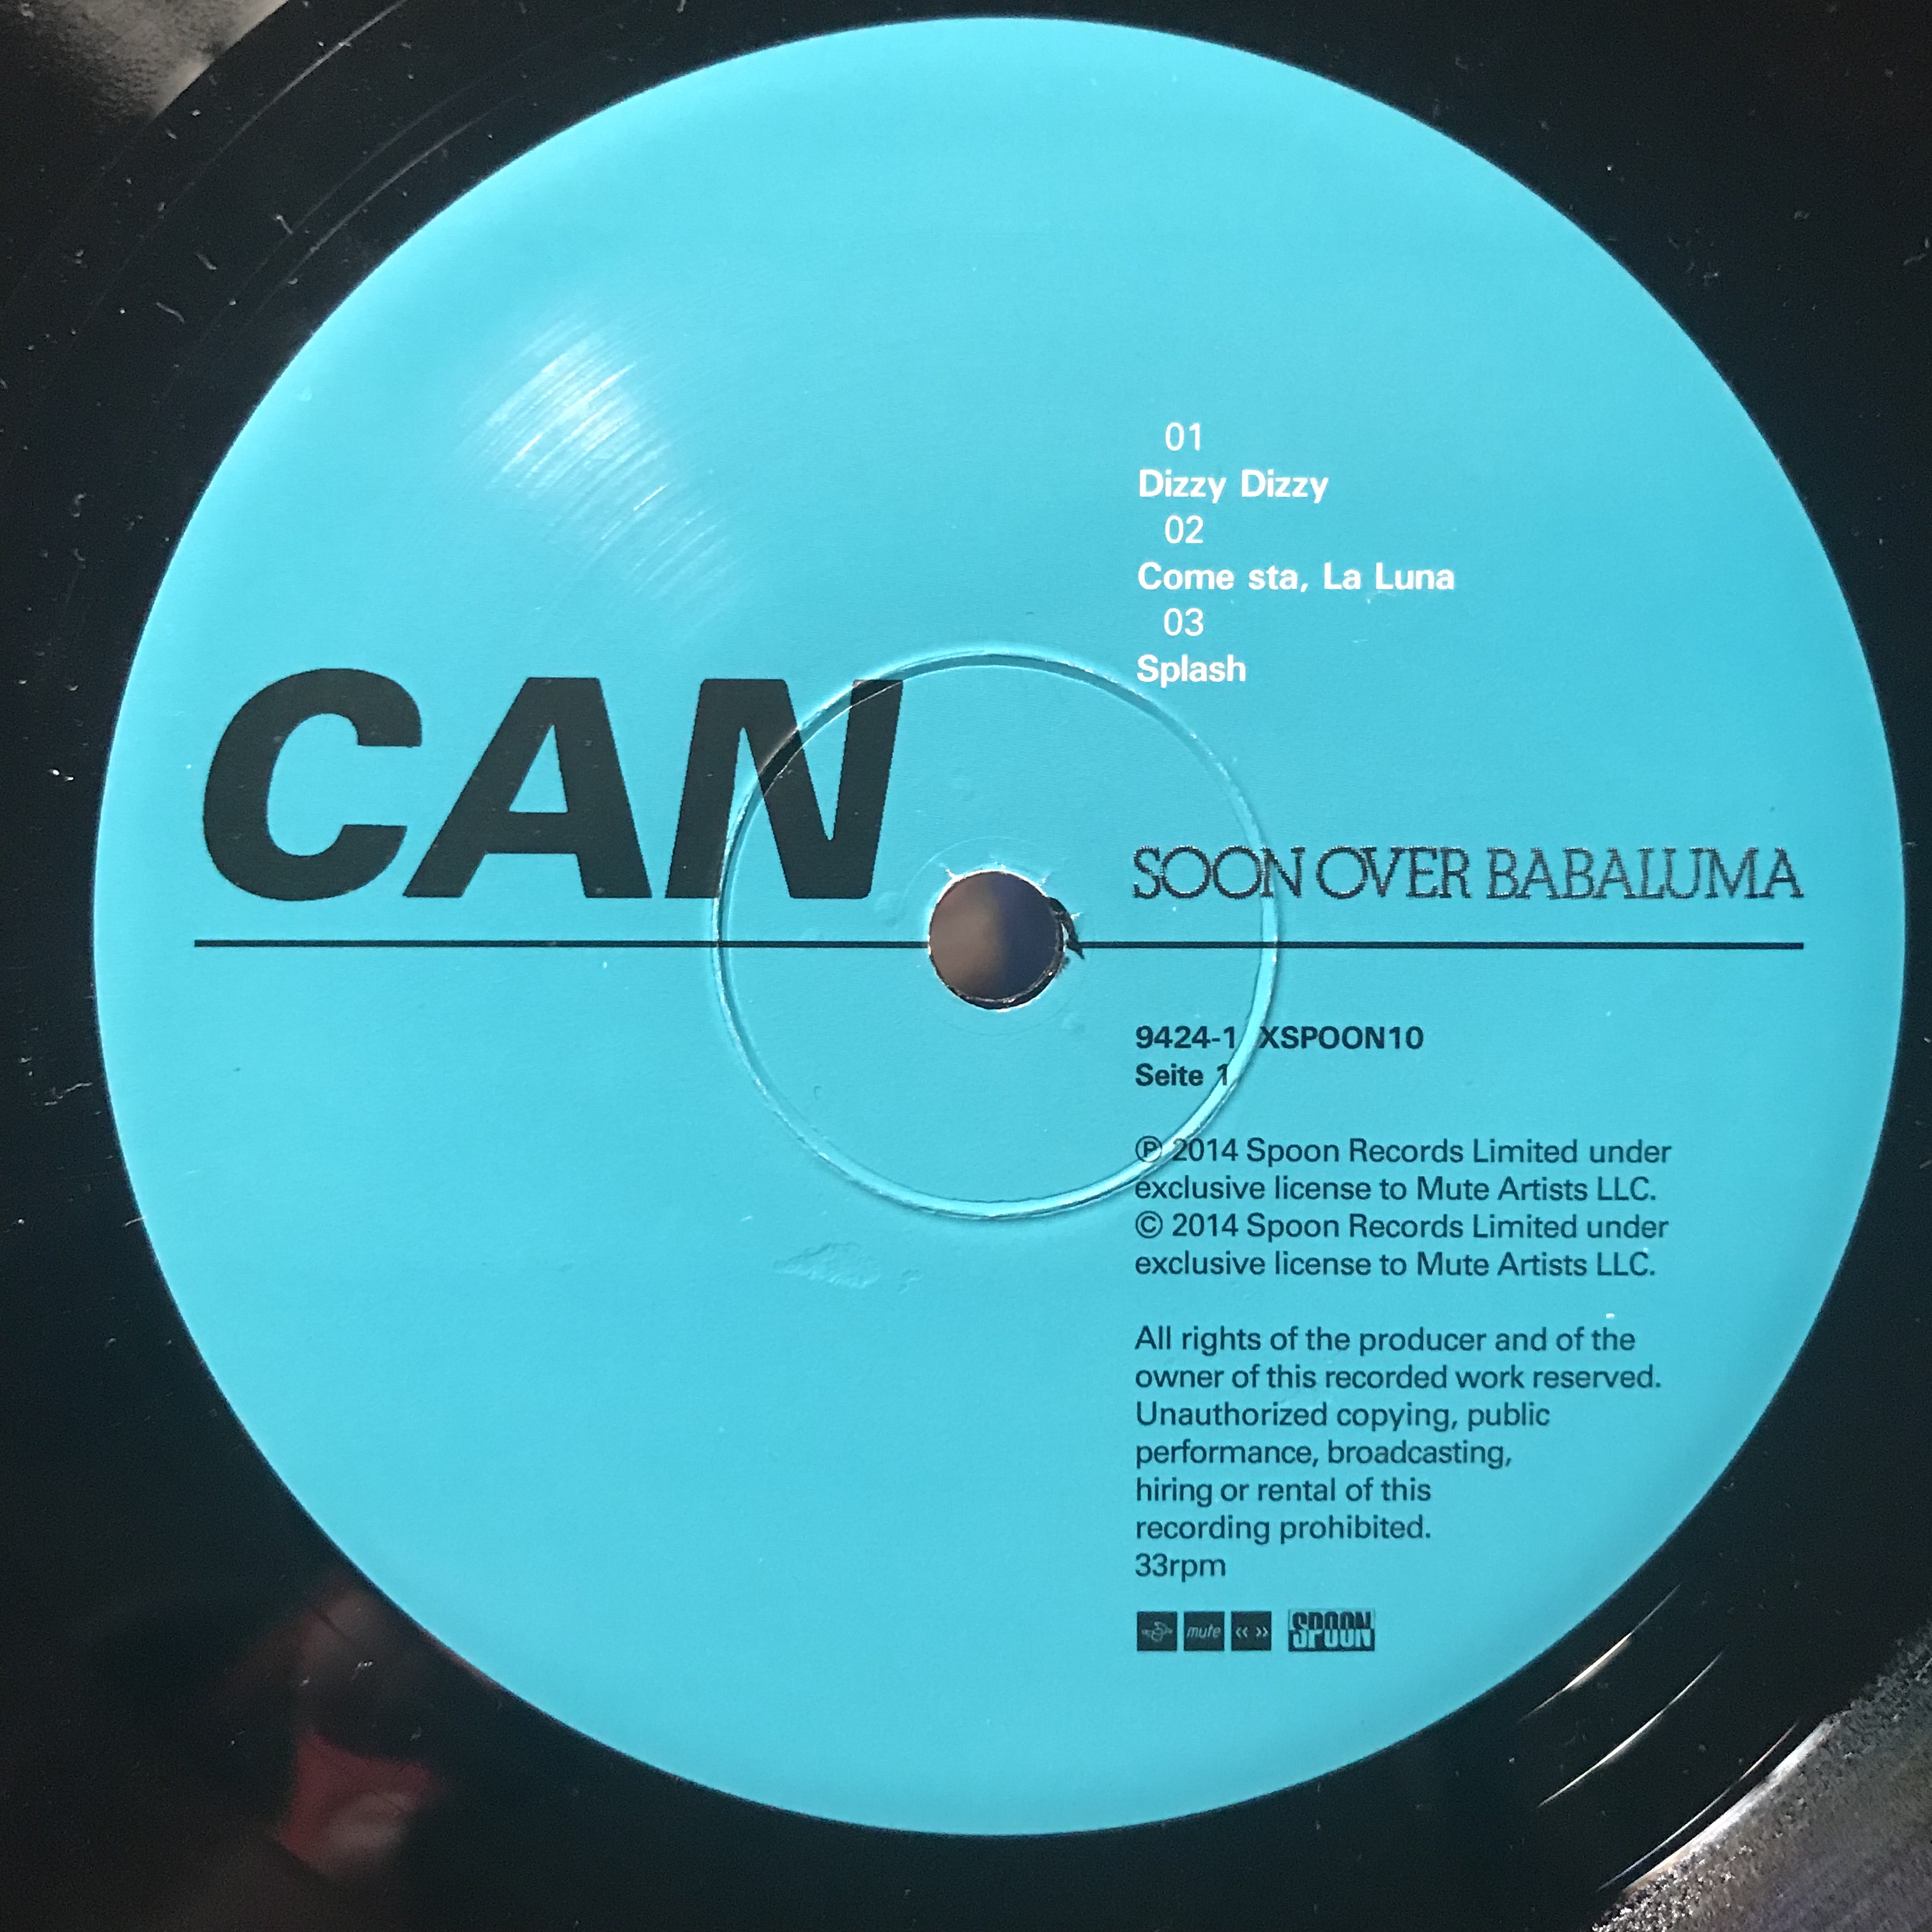 01
Dizzy Dizzy
02
Come sta, La Luna
03
Splash
CAN
SOON OVER BABALUMA
9424-1 XSPOON10
Seite 1
℗ 2014 Spoon Records Limited under
exclusive license to Mute Artists LLC.
© 2014 Spoon Records Limited under
exclusive license to Mute Artists LLC.
All rights of the producer and of the
owner of this recorded work reserved.
Unauthorized copying, public
performance, broadcasting,
hiring or rental of this
recording prohibited.
33rpm
mute << >> SPOON